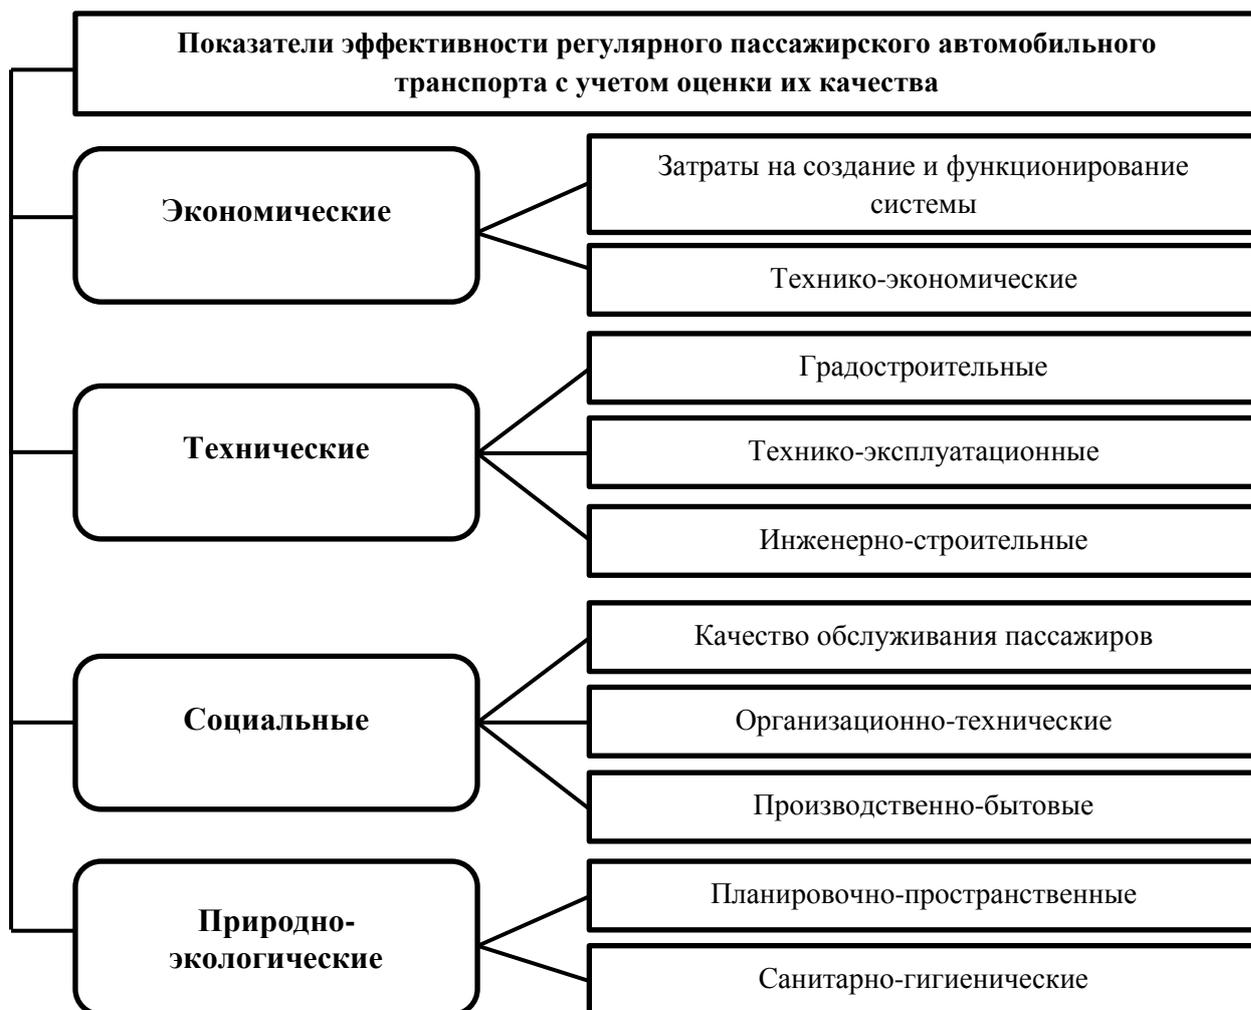 Показатели эффективности регулярного пассажирского автомобильного
транспорта с учетом оценки их качества
Экономические
Затраты на создание и функционирование
системы
Технико-экономические
Технические
Градостроительные
Технико-эксплуатационные
Инженерно-строительные
Социальные
Качество обслуживания пассажиров
Организационно-технические
Производственно-бытовые
Природно-
экологические
Планировочно-пространственные
Санитарно-гигиенические